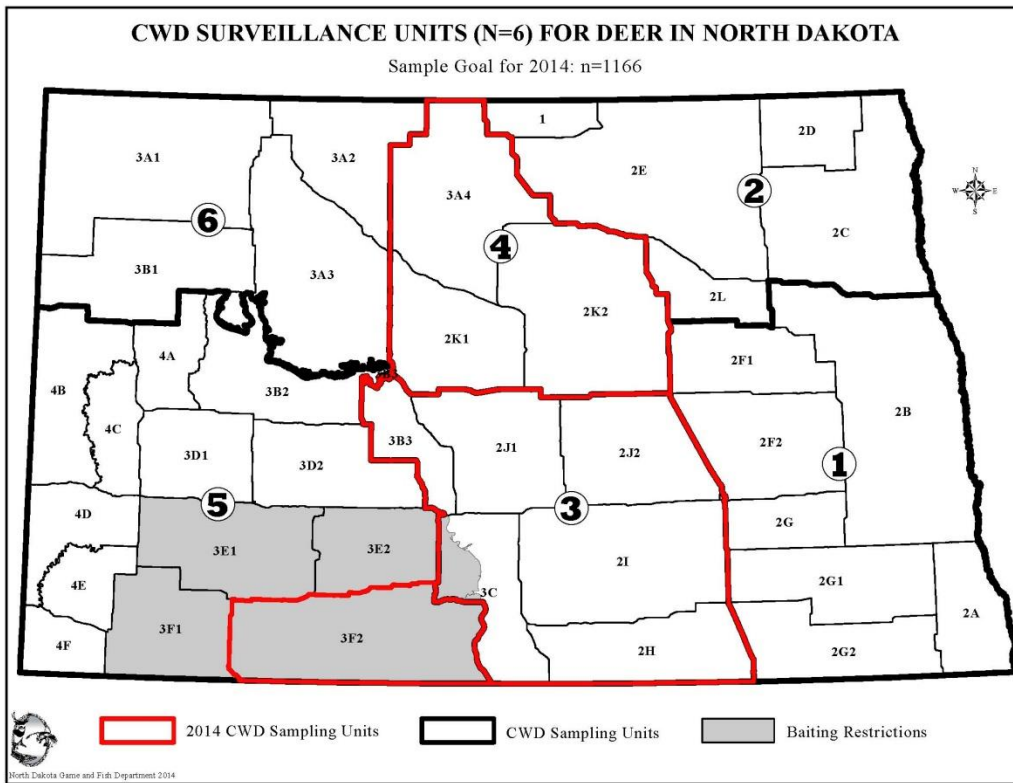 CWD SURVEILLANCE UNITS (N=6) FOR DEER IN NORTH DAKOTA
Sample Goal for 2014: n=1166
1
2D
3A1
3A2
2E
N
W E
S
3A4
2
6
2C
4
3B1
3A3
2L
2K2
2K1
2F1
4A
4B
3B2
2B
4C
3B3
2J1
2J2
2F2
3D1
3D2
1
5
3
4D
2G
3E1
3E2
2I
4E
2G1
3C
2A
3F1
3F2
4F
2H
2G2
2014 CWD Sampling Units
CWD Sampling Units
Baiting Restrictions
North Dakota Game and Fish Department 2014